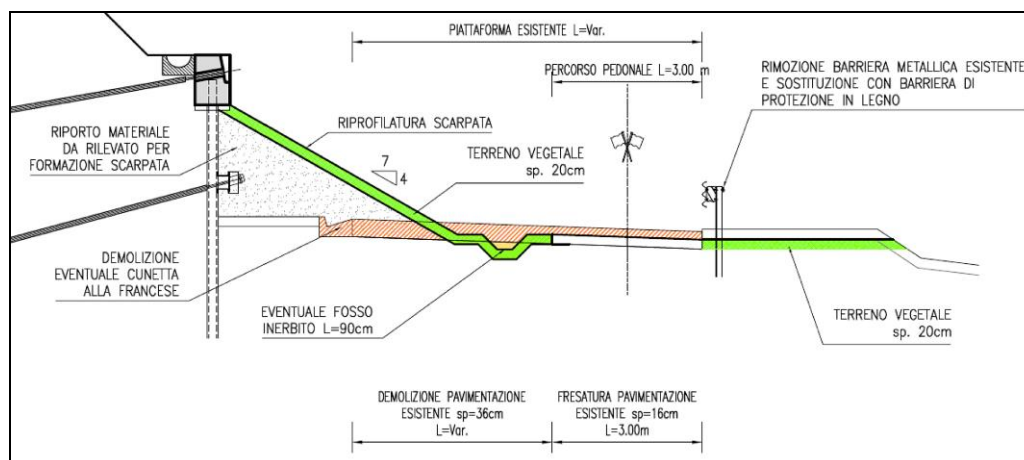 PIATTAFORMA ESISTENTE L=Var.
PERCORSO PEDONALE L=3.00 m
RIMOZIONE BARRIERA METALLICA ESISTENTE
E SOSTITUZIONE CON BARRIERA DI
PROTEZIONE IN LEGNO
RIPORTO MATERIALE
DA RILEVATO PER
FORMAZIONE SCARPATA
RIPROFILATURA SCARPATA
7
4
TERRENO VEGETALE
sp. 20cm
DEMOLIZIONE
EVENTUALE CUNETTA
ALLA FRANCESE
EVENTUALE FOSSO
INERBITO L=90cm
TERRENO VEGETALE
sp. 20cm
DEMOLIZIONE PAVIMENTAZIONE
ESISTENTE sp=36cm
L=Var.
FRESATURA PAVIMENTAZIONE
ESISTENTE sp=16cm
L=3.00m